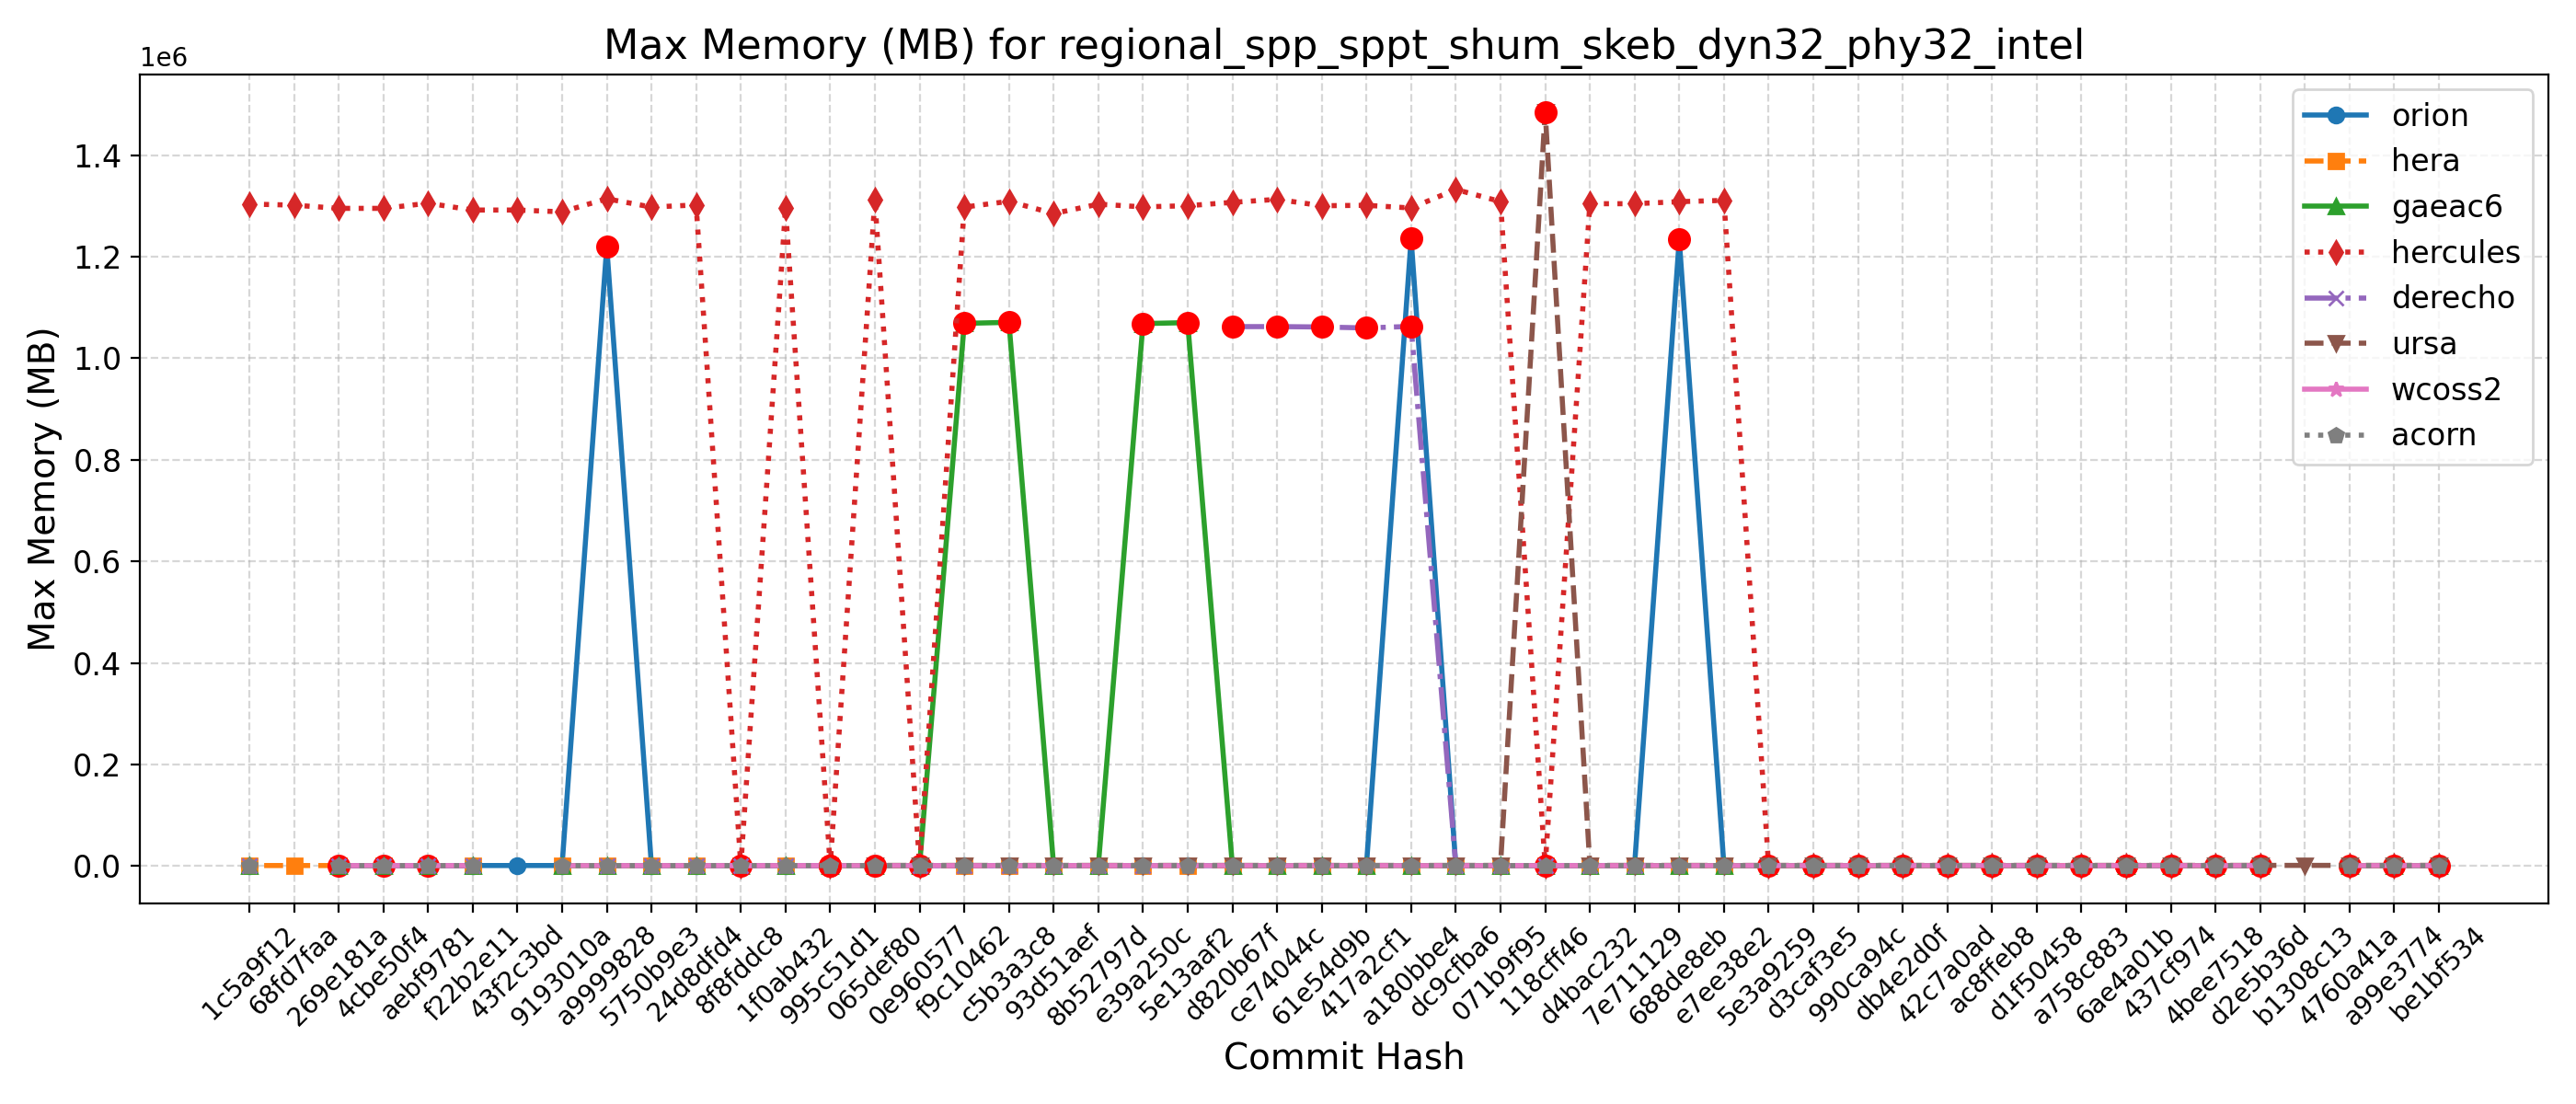 Max Memory (MB) for regional_spp_sppt_shum_skeb_dyn32_phy32_intel
1e6
1.4
1.2
1.0
0.8
0.6
0.4
0.2
0.0
Max Memory (MB)
orion
hera
gaeac6
hercules
derecho
ursa
wcoss2
acorn
1c5a9f12
68fd7faa
269e181a
4cbe50f4
aebf9781
f22b2e11
43f2c3bd
9193010a
a9999828
5750b9e3
24d8dfd4
8f8fddc8
1f0ab432
995c51d1
065def80
0e960577
f9c10462
c5b3a3c8
93d51aef
8b52797d
e39a250c
5e13aaf2
d820b67f
ce74044c
61e54d9b
417a2cf1
a180bbe4
dc9cfba6
071b9f95
118cff46
d4bac232
7e711129
688de8eb
e7ee38e2
5e3a9259
d3caf3e5
990ca94c
db4e2d0f
42c7a0ad
ac8ffeb8
d1f50458
a758c883
6ae4a01b
437cf974
4bee7518
d2e5b36d
b1308c13
4760a41a
a99e3774
be1bf534
Commit Hash